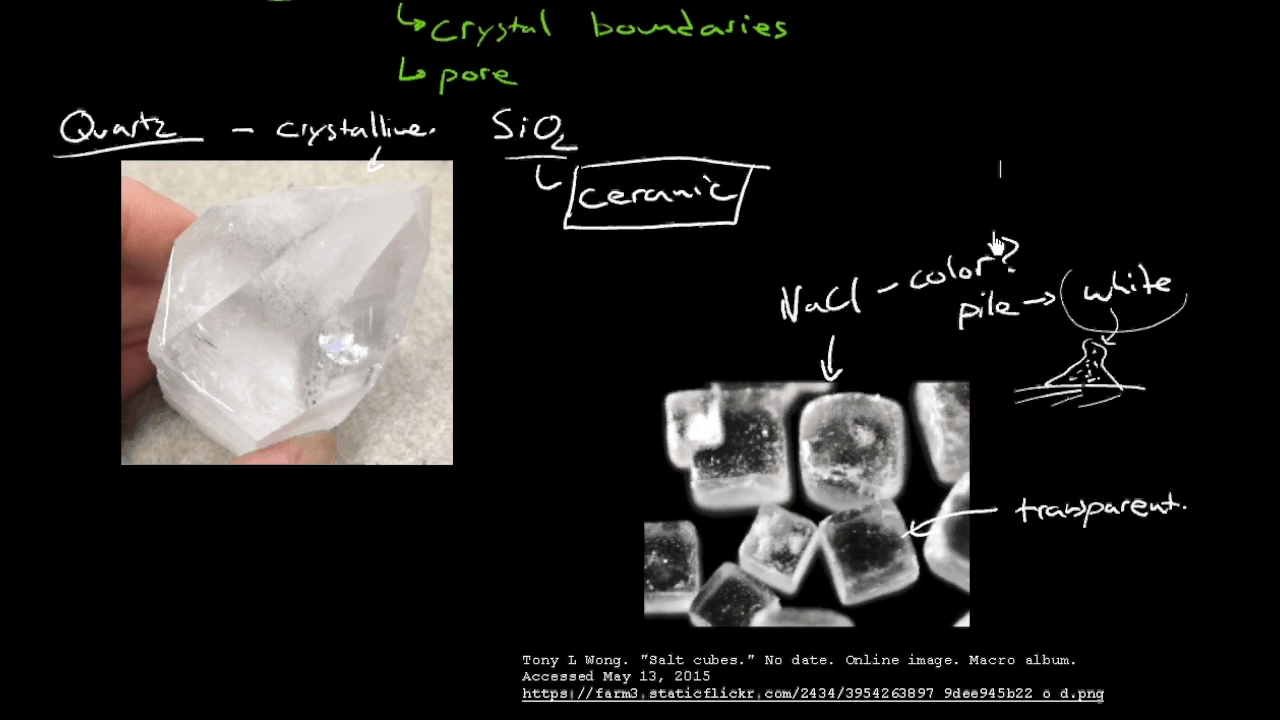 ↳ crystal boundaries
↳ pore
Quartz - crystalline. SiO₂
ceramic
NaCl - color?
pile → white
transparent.
Tony L Wong. "Salt cubes." No date. Online image. Macro album.
Accessed May 13, 2015
https://farm3.staticflickr.com/2434/3954263897_9dee945b22_o_d.png